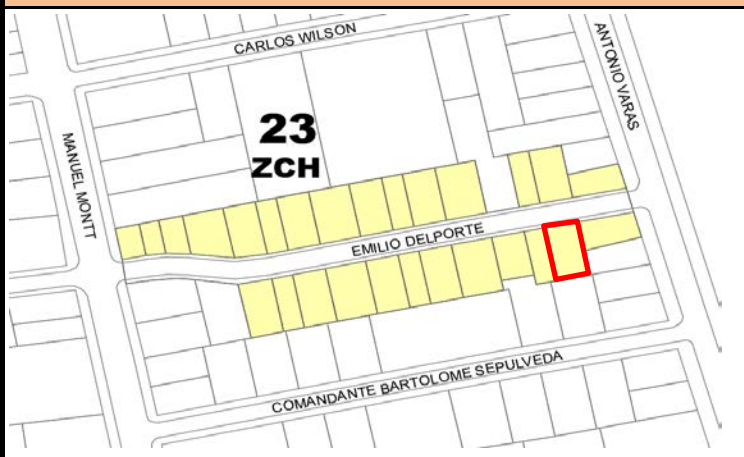 CARLOS WILSON
ANTONIO VARAS
23
ZCH
MANUEL MONTT
EMILIO DELPORTE
COMANDANTE BARTOLOME SEPULVEDA